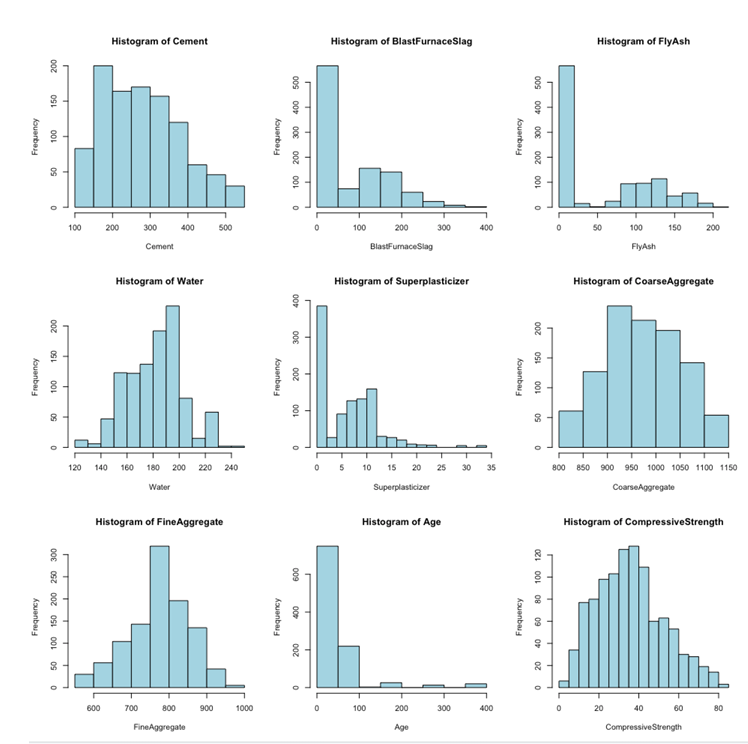 Histogram of Cement
Frequency
0 50 100 150 200
100 200 300 400 500
Cement
Histogram of BlastFurnaceSlag
Frequency
0 100 200 300 400 500
0 100 200 300 400
BlastFurnaceSlag
Histogram of FlyAsh
Frequency
0 100 200 300 400 500
0 50 100 150 200
FlyAsh
Histogram of Water
Frequency
0 50 100 150 200
120 140 160 180 200 220 240
Water
Histogram of Superplasticizer
Frequency
0 100 200 300 400
0 5 10 15 20 25 30 35
Superplasticizer
Histogram of CoarseAggregate
Frequency
0 50 100 150 200
800 850 900 950 1000 1050 1100 1150
CoarseAggregate
Histogram of FineAggregate
Frequency
0 50 100 150 200 250 300
600 700 800 900 1000
FineAggregate
Histogram of Age
Frequency
0 200 400 600
0 100 200 300 400
Age
Histogram of CompressiveStrength
Frequency
0 20 40 60 80 100 120
0 20 40 60 80
CompressiveStrength